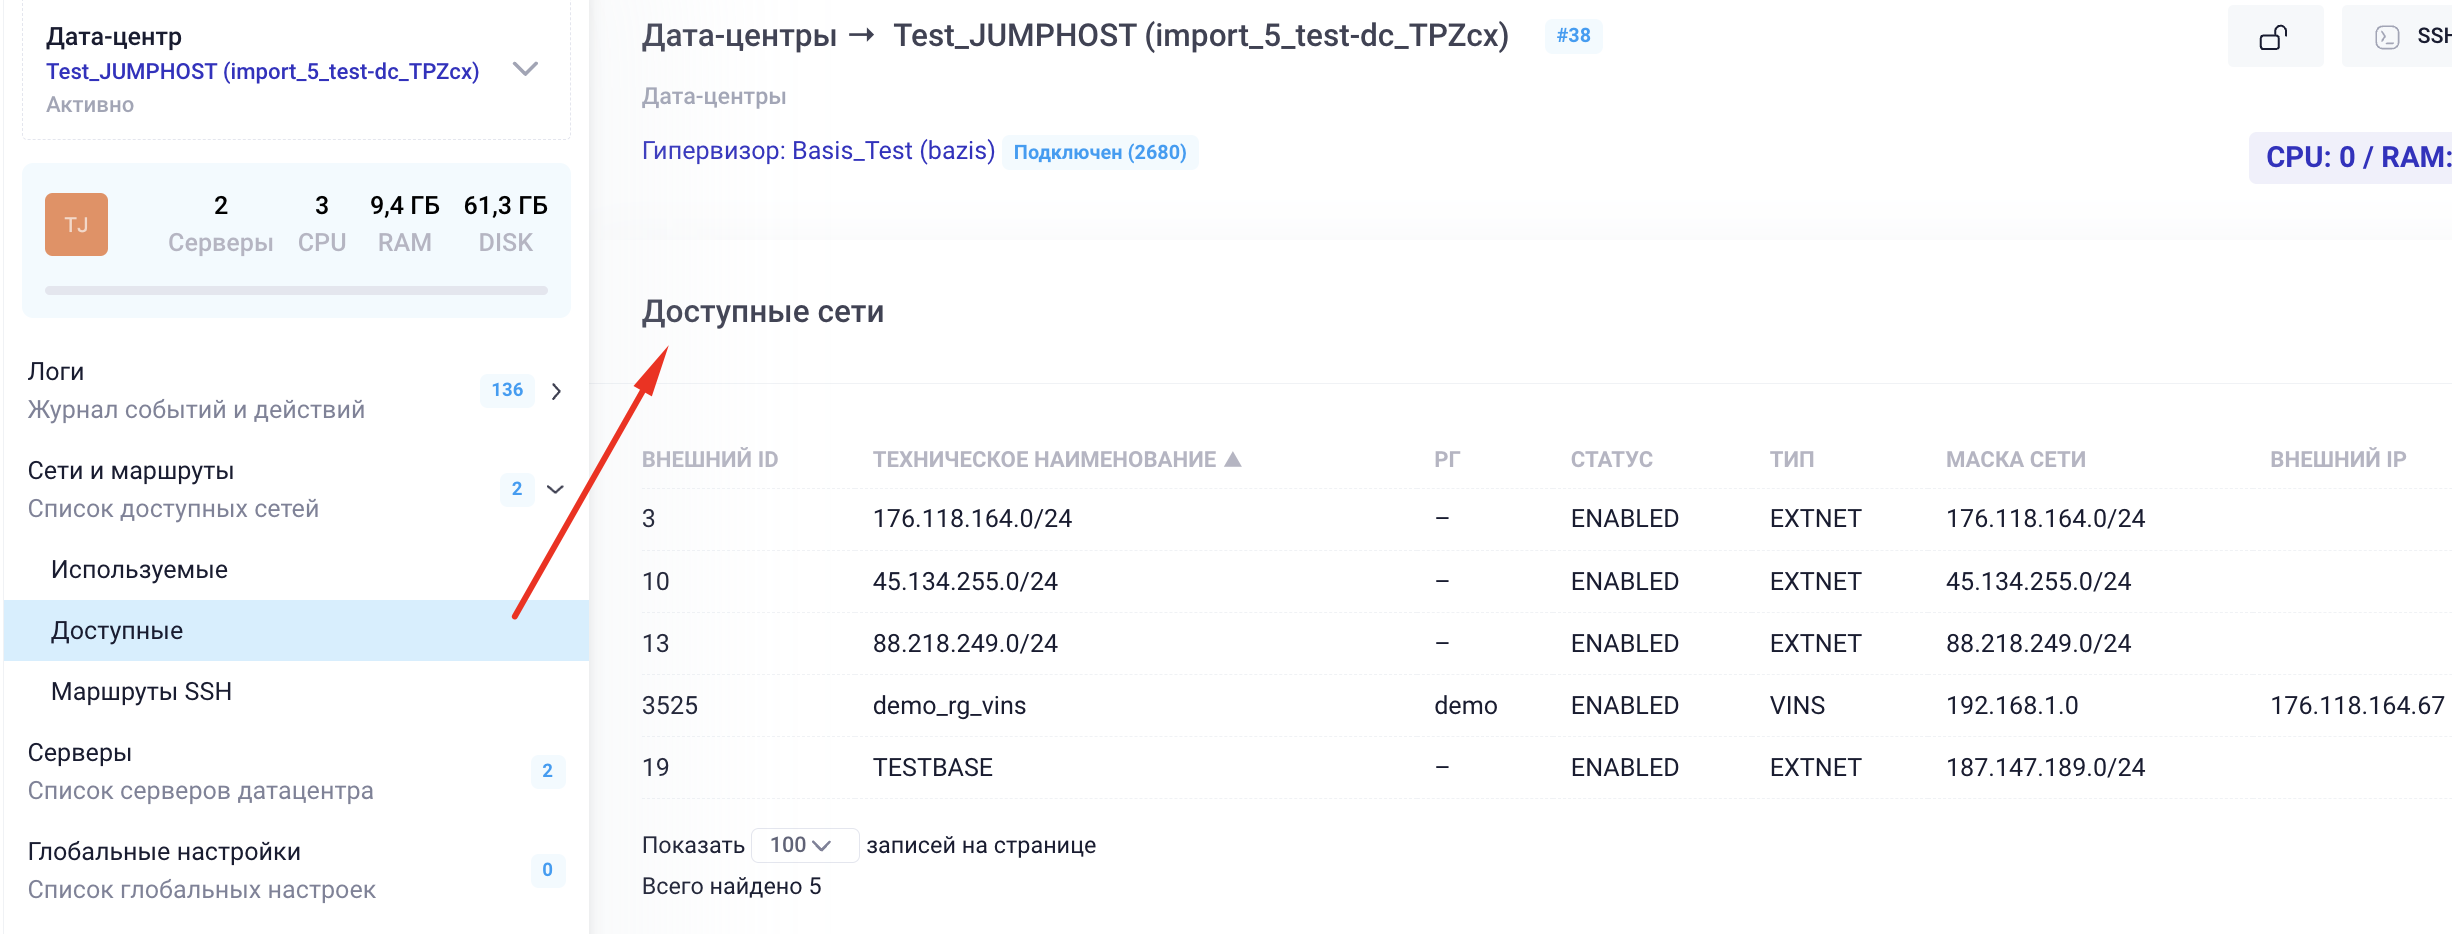 Дата-центр
Test_JUMPHOST (import_5_test-dc_TPZcx)
Активно
TJ
2 3 9,4 ГБ 61,3 ГБ
Серверы CPU RAM DISK
Логи
Журнал событий и действий
136
Сети и маршруты
Список доступных сетей
2
Используемые
Доступные
Маршруты SSH
Серверы
Список серверов датацентра
2
Глобальные настройки
Список глобальных настроек
0
Дата-центры → Test_JUMPHOST (import_5_test-dc_TPZcx) #38
SSH
Дата-центры
Гипервизор: Basis_Test (bazis) Подключен (2680)
CPU: 0 / RAM:
Доступные сети
ВНЕШНИЙ ID ТЕХНИЧЕСКОЕ НАИМЕНОВАНИЕ ▲ РГ СТАТУС ТИП МАСКА СЕТИ ВНЕШНИЙ IP
3 176.118.164.0/24 – ENABLED EXTNET 176.118.164.0/24
10 45.134.255.0/24 – ENABLED EXTNET 45.134.255.0/24
13 88.218.249.0/24 – ENABLED EXTNET 88.218.249.0/24
3525 demo_rg_vins demo ENABLED VINS 192.168.1.0 176.118.164.67
19 TESTBASE – ENABLED EXTNET 187.147.189.0/24
Показать 100 записей на странице
Всего найдено 5